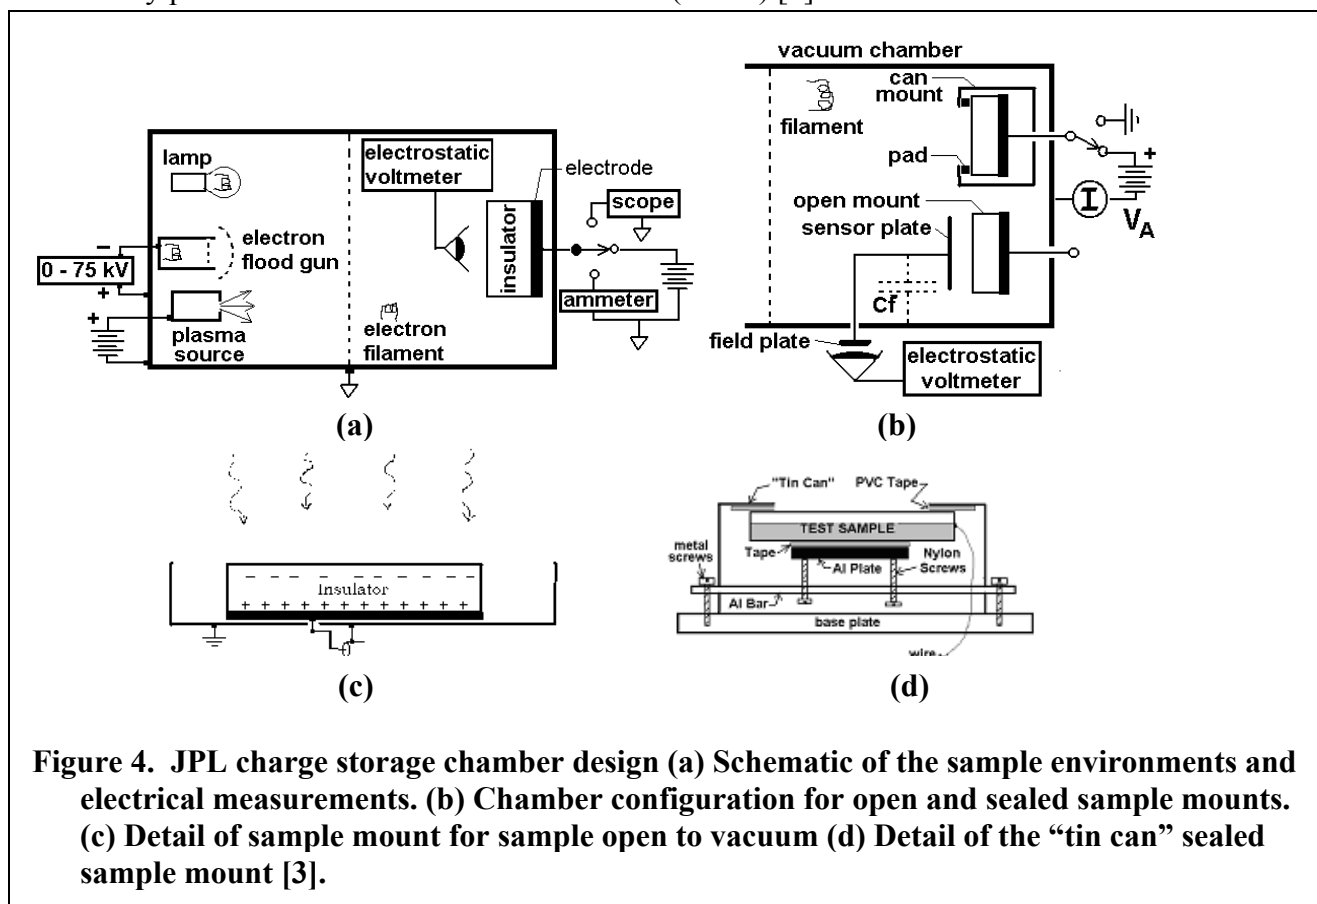 lamp
electrostatic
voltmeter
electrode
scope
insulator
electron
flood gun
−
0 - 75 kV
+
+
plasma
source
electron
filament
ammeter
(a)
vacuum chamber
can
mount
filament
pad
+
open mount
sensor plate
I
VA
Cf
field plate
electrostatic
voltmeter
(b)
− − − − − − − −
Insulator
+ + + + + + + + + + +
(c)
"Tin Can"
PVC Tape
TEST SAMPLE
metal
screws
Tape
Al Plate
Nylon
Screws
Al Bar
base plate
wire
(d)
Figure 4. JPL charge storage chamber design (a) Schematic of the sample environments and
electrical measurements. (b) Chamber configuration for open and sealed sample mounts.
(c) Detail of sample mount for sample open to vacuum (d) Detail of the “tin can” sealed
sample mount [3].